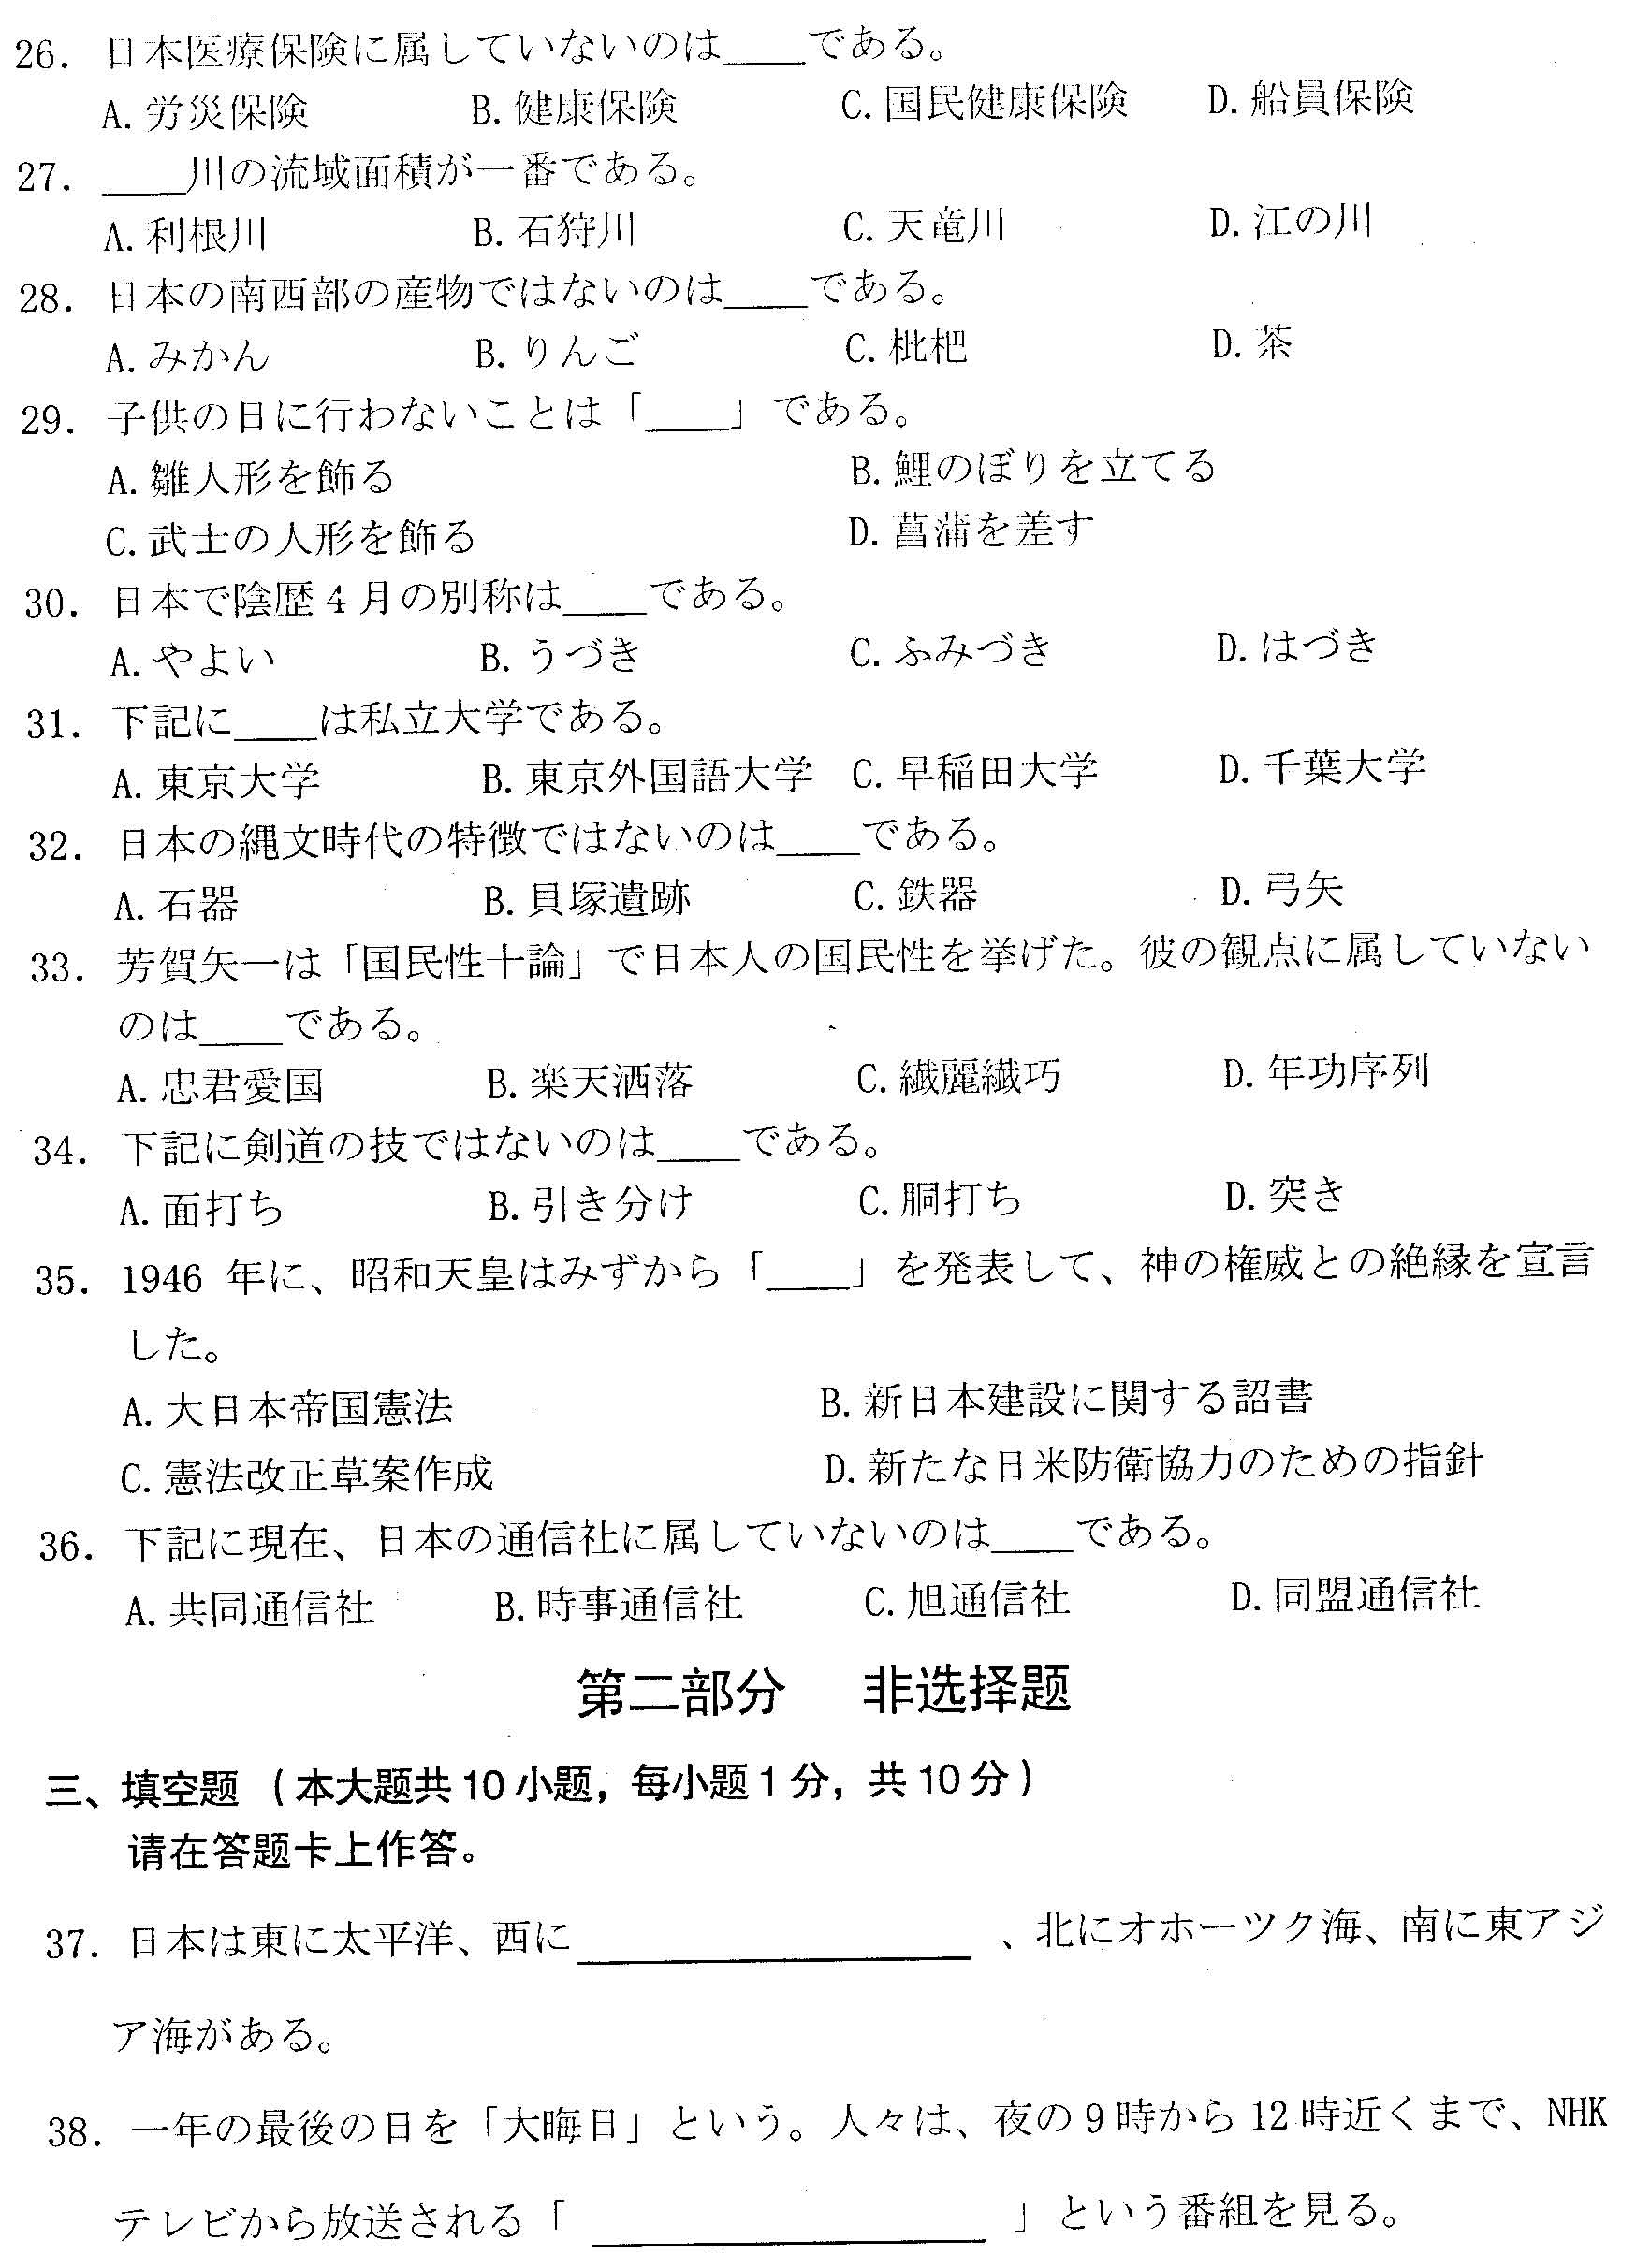 26. 日本医療保険に属していないのは____である。
A. 労災保険 B. 健康保険 C. 国民健康保険 D. 船員保険
27. ____川の流域面積が一番である。
A. 利根川 B. 石狩川 C. 天竜川 D. 江の川
28. 日本の南西部の産物ではないのは____である。
A. みかん B. りんご C. 枇杷 D. 茶
29. 子供の日に行わないことは「____」である。
A. 雛人形を飾る B. 鯉のぼりを立てる
C. 武士の人形を飾る D. 菖蒲を差す
30. 日本で陰歴4月の別称は____である。
A. やよい B. うづき C. ふみづき D. はづき
31. 下記に____は私立大学である。
A. 東京大学 B. 東京外国語大学 C. 早稲田大学 D. 千葉大学
32. 日本の縄文時代の特徴ではないのは____である。
A. 石器 B. 貝塚遺跡 C. 鉄器 D. 弓矢
33. 芳賀矢一は「国民性十論」で日本人の国民性を挙げた。彼の観点に属していない
のは____である。
A. 忠君愛国 B. 楽天洒落 C. 繊麗繊巧 D. 年功序列
34. 下記に剣道の技ではないのは____である。
A. 面打ち B. 引き分け C. 胴打ち D. 突き
35. 1946 年に、昭和天皇はみずから「____」を発表して、神の権威との絶縁を宣言
した。
A. 大日本帝国憲法 B. 新日本建設に関する詔書
C. 憲法改正草案作成 D. 新たな日米防衛協力のための指針
36. 下記に現在、日本の通信社に属していないのは____である。
A. 共同通信社 B. 時事通信社 C. 旭通信社 D. 同盟通信社
第二部分 非选择题
三、填空题（本大题共10小题，每小题1分，共10分）
请在答题卡上作答。
37. 日本は東に太平洋、西に____________________、北にオホーツク海、南に東アジ
ア海がある。
38. 一年の最後の日を「大晦日」という。人々は、夜の9時から12時近くまで、NHK
テレビから放送される「____________________」という番組を見る。